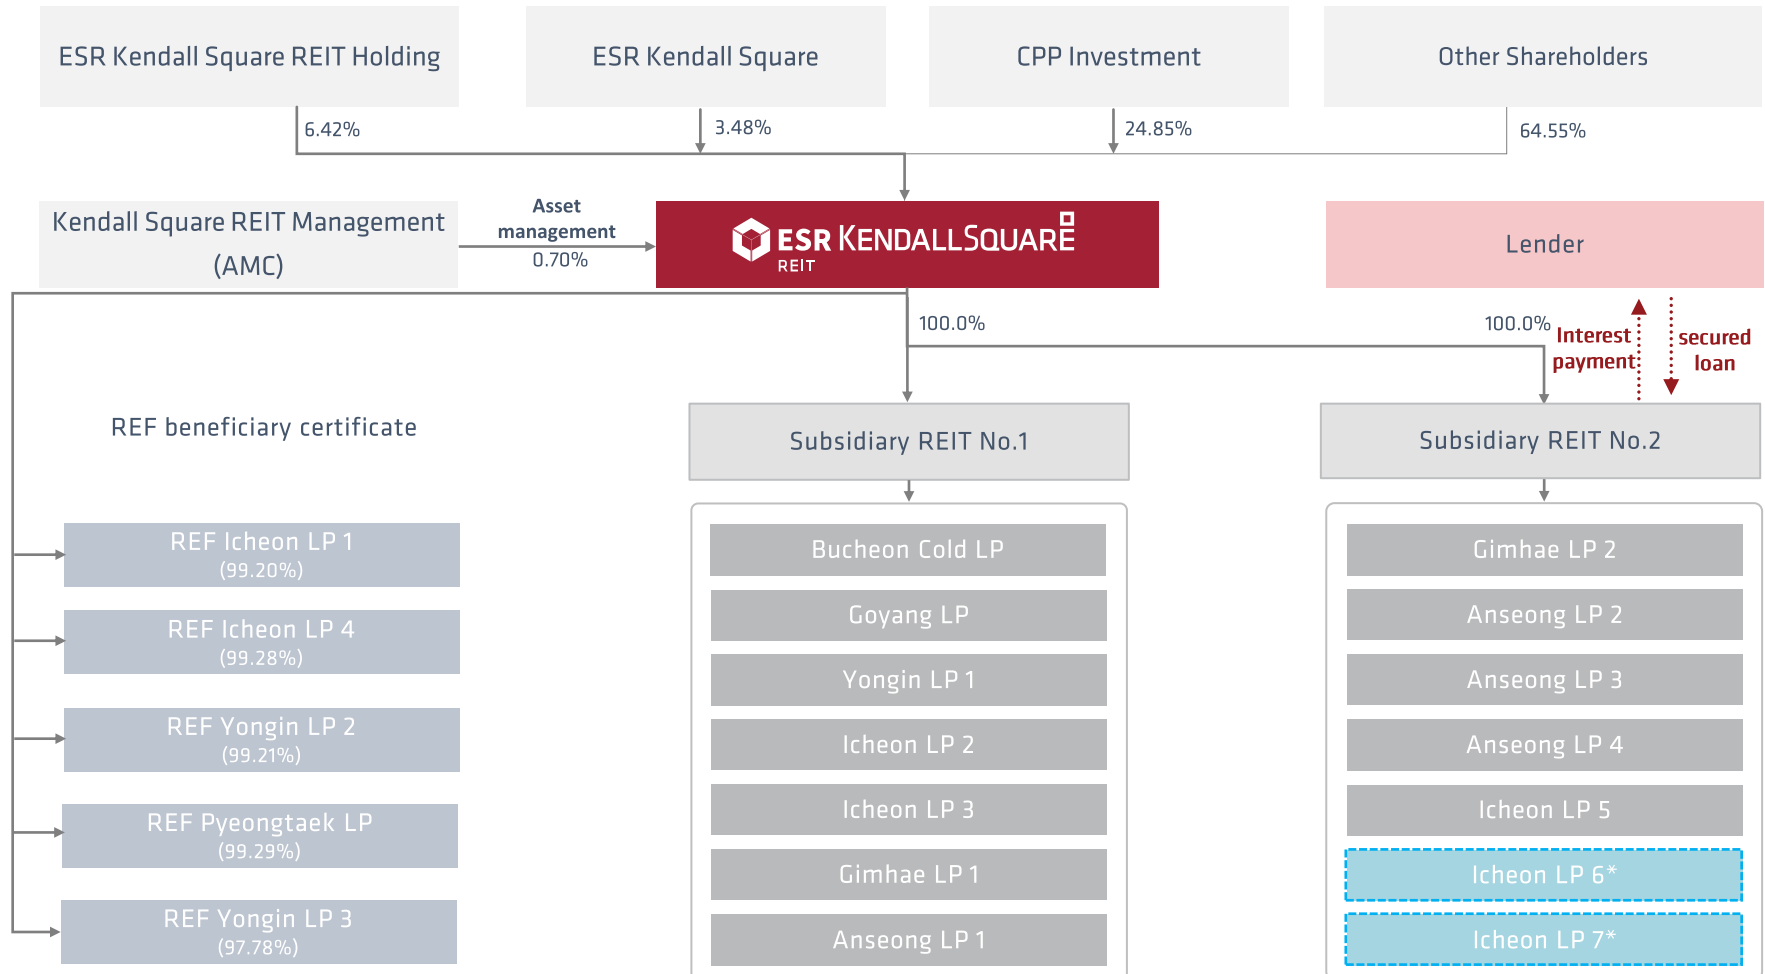 ESR Kendall Square REIT Holding
ESR Kendall Square
CPP Investment
Other Shareholders
6.42%
3.48%
24.85%
64.55%
Kendall Square REIT Management
(AMC)
Asset
management
0.70%
ESR KENDALLSQUARE
REIT
Lender
100.0%
100.0%
Interest
payment
secured
loan
REF beneficiary certificate
Subsidiary REIT No.1
Subsidiary REIT No.2
REF Icheon LP 1
(99.20%)
REF Icheon LP 4
(99.28%)
REF Yongin LP 2
(99.21%)
REF Pyeongtaek LP
(99.29%)
REF Yongin LP 3
(97.78%)
Bucheon Cold LP
Goyang LP
Yongin LP 1
Icheon LP 2
Icheon LP 3
Gimhae LP 1
Anseong LP 1
Gimhae LP 2
Anseong LP 2
Anseong LP 3
Anseong LP 4
Icheon LP 5
Icheon LP 6*
Icheon LP 7*